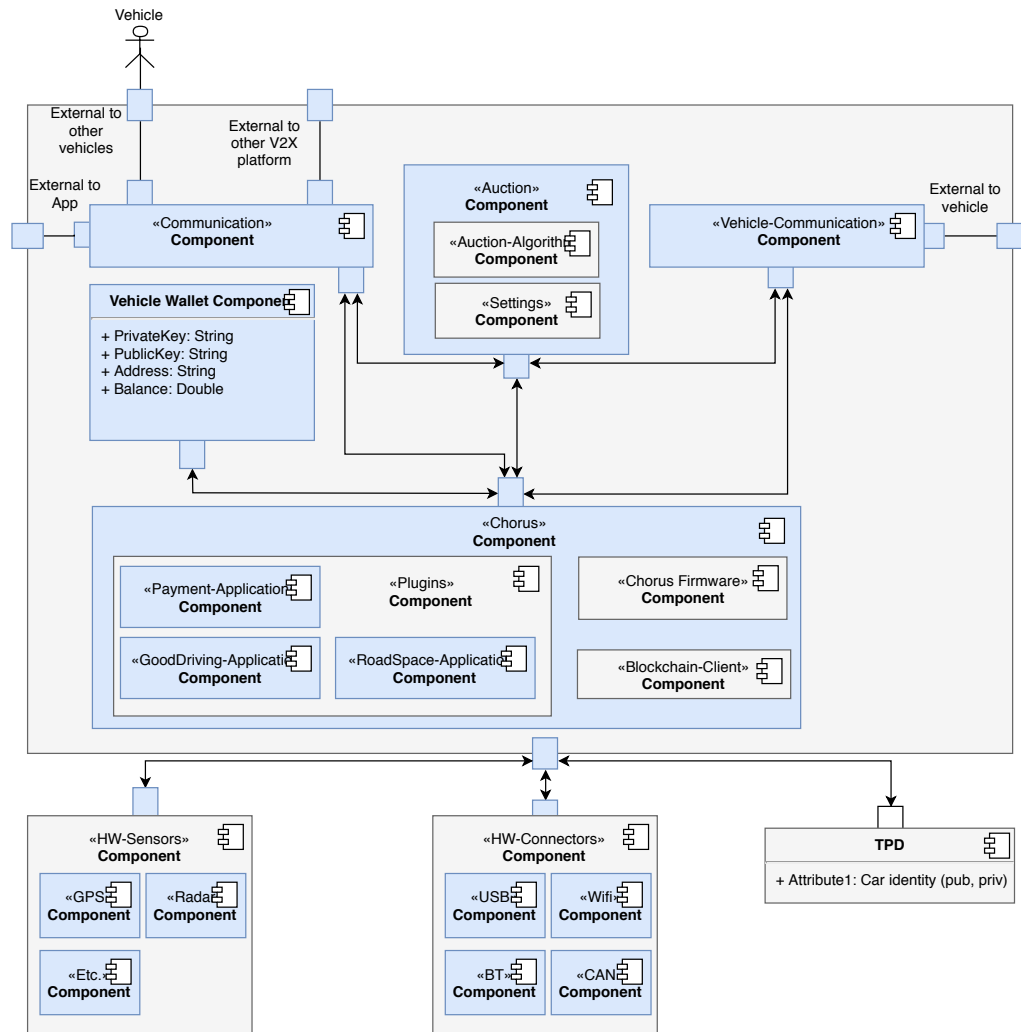 Vehicle
External to
other
vehicles
External to
other V2X
platform
External to
App
«Communication»
Component
«Auction»
Component
«Auction-Algorith
Component
«Settings»
Component
«Vehicle-Communication»
Component
External to
vehicle
Vehicle Wallet Componen
+ PrivateKey: String
+ PublicKey: String
+ Address: String
+ Balance: Double
«Chorus»
Component
«Payment-Application
Component
«Plugins»
Component
«GoodDriving-Applicatio
Component
«RoadSpace-Applicatio
Component
«Chorus Firmware»
Component
«Blockchain-Client»
Component
«HW-Sensors»
Component
«GPS
Component
«Radar
Component
«Etc.»
Component
«HW-Connectors»
Component
«USB
Component
«Wifi»
Component
«BT»
Component
«CAN
Component
TPD
+ Attribute1: Car identity (pub, priv)